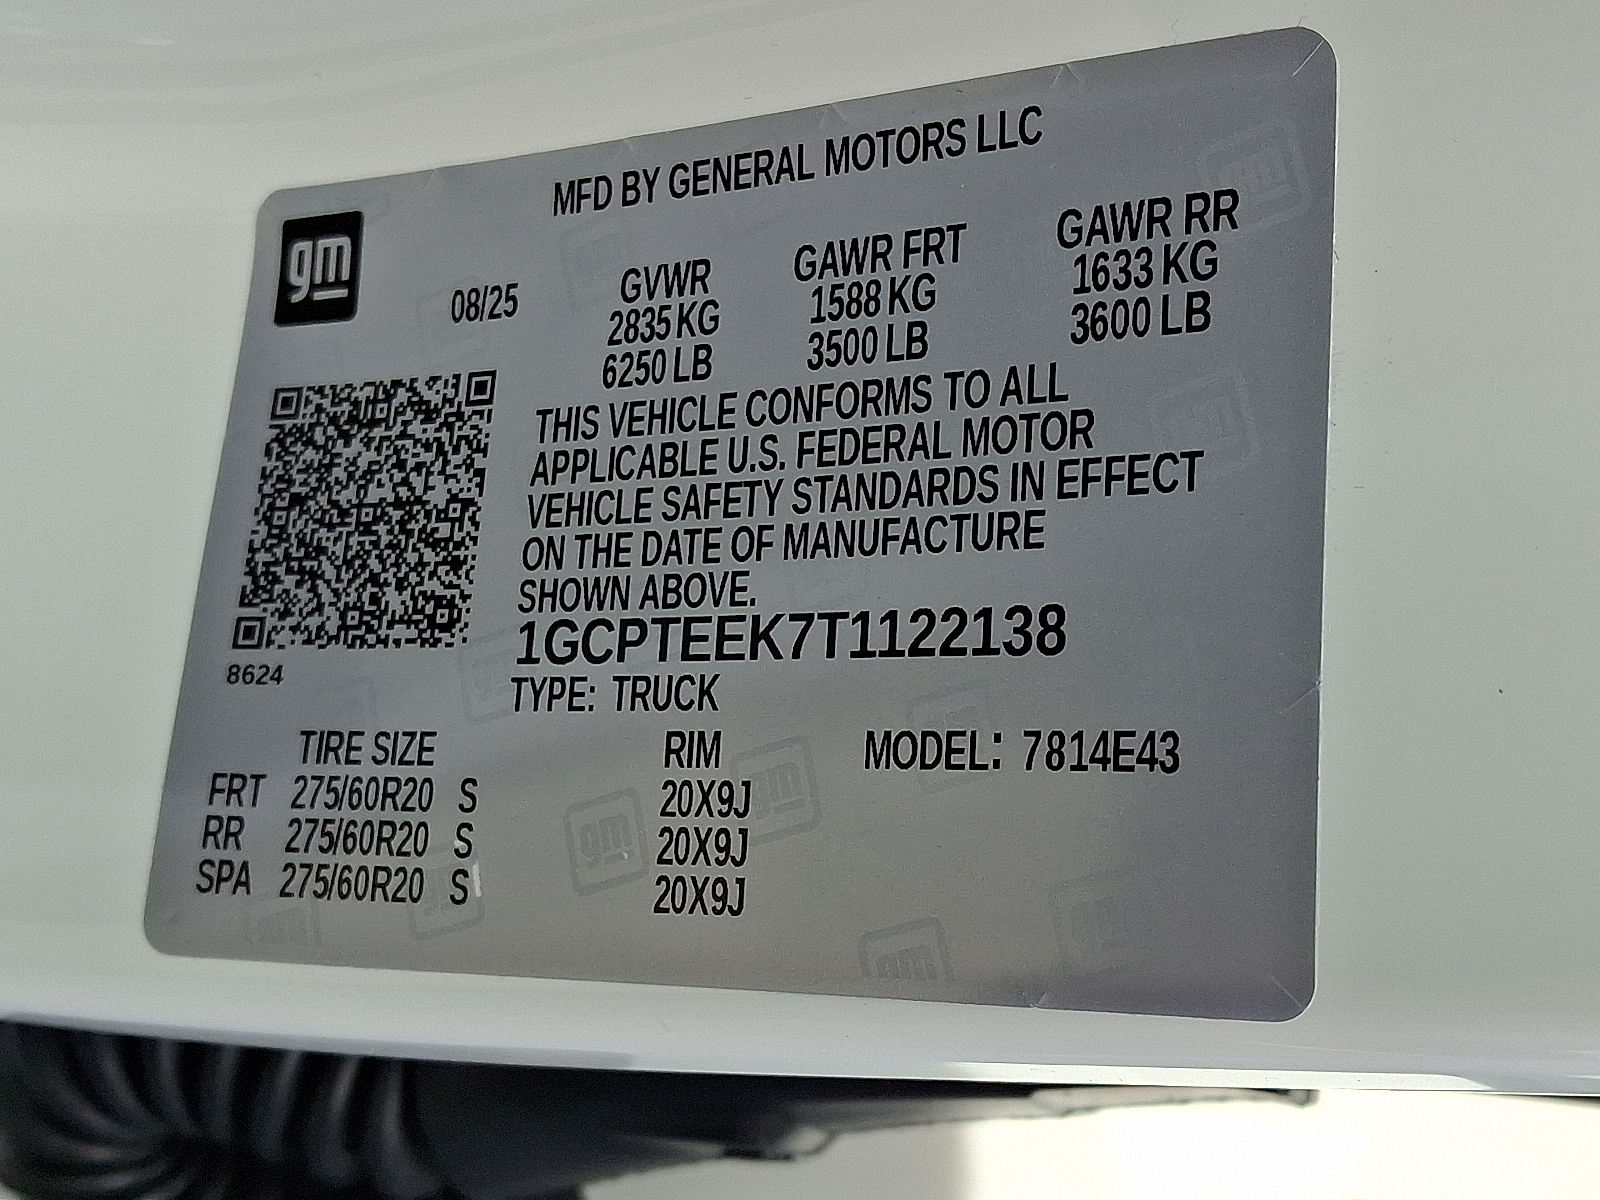 MFD BY GENERAL MOTORS LLC
gm
08/25
GVWR GAWR FRT GAWR RR
2835 KG 1588 KG 1633 KG
6250 LB 3500 LB 3600 LB
THIS VEHICLE CONFORMS TO ALL
APPLICABLE U.S. FEDERAL MOTOR
VEHICLE SAFETY STANDARDS IN EFFECT
ON THE DATE OF MANUFACTURE
SHOWN ABOVE.
1GCPTEEK7T1122138
8624
TYPE: TRUCK
TIRE SIZE RIM MODEL: 7814E43
FRT 275/60R20 S 20X9J
RR 275/60R20 S 20X9J
SPA 275/60R20 S 20X9J